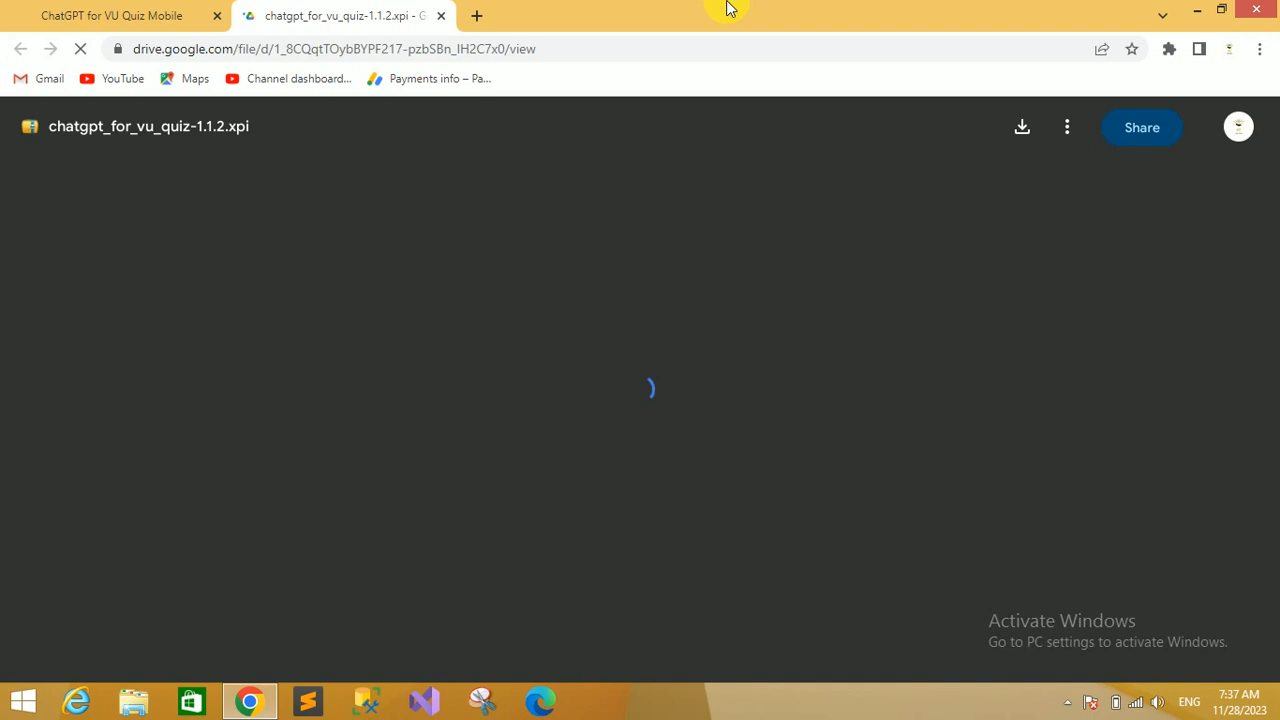 ChatGPT for VU Quiz Mobile
chatgpt_for_vu_quiz-1.1.2.xpi - G
drive.google.com/file/d/1_8CQqtTOybBYPF217-pzbSBn_IH2C7x0/view
Gmail
YouTube
Maps
Channel dashboard...
Payments info – Pa...
chatgpt_for_vu_quiz-1.1.2.xpi
Share
Activate Windows
Go to PC settings to activate Windows.
ENG
7:37 AM
11/28/2023